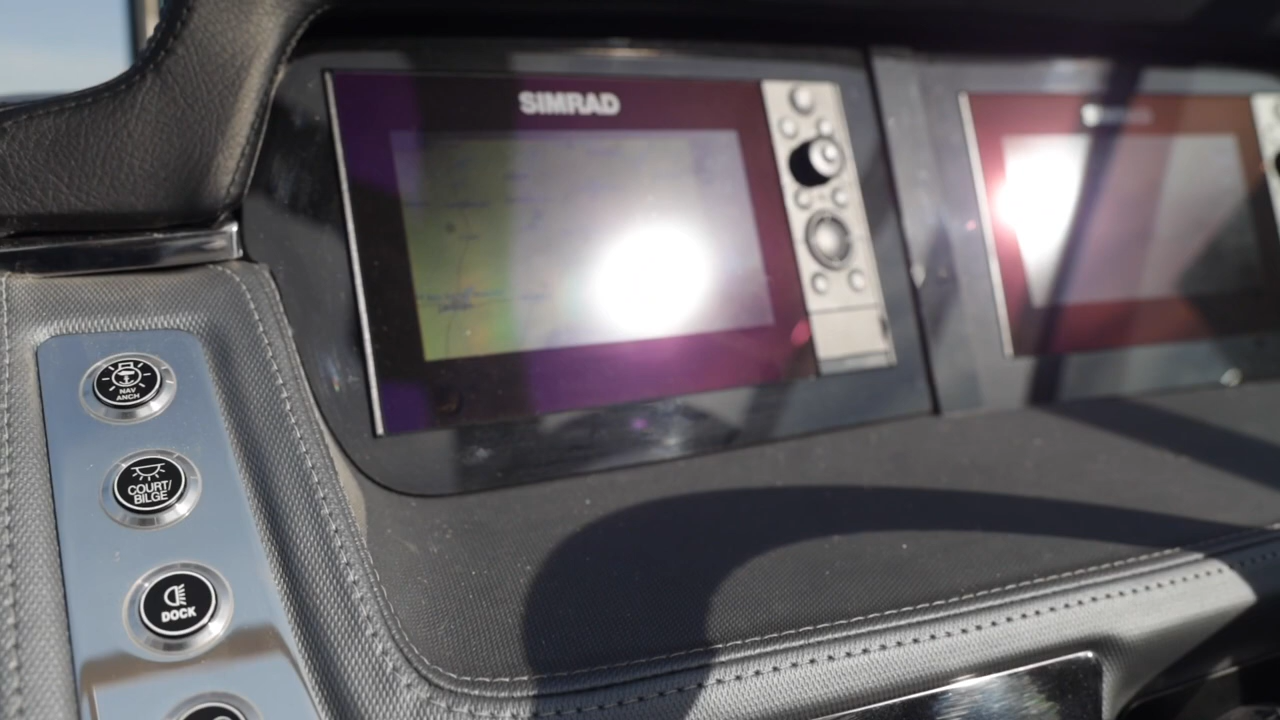 SIMRAD
NAV
ANCH
COURT/
BILGE
DOCK